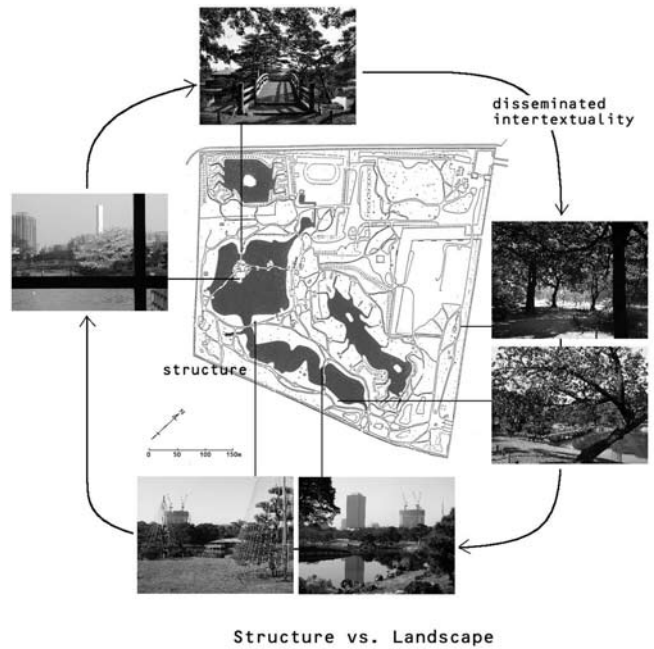 disseminated
intertextuality
structure
0 50 100 150m
Structure vs. Landscape